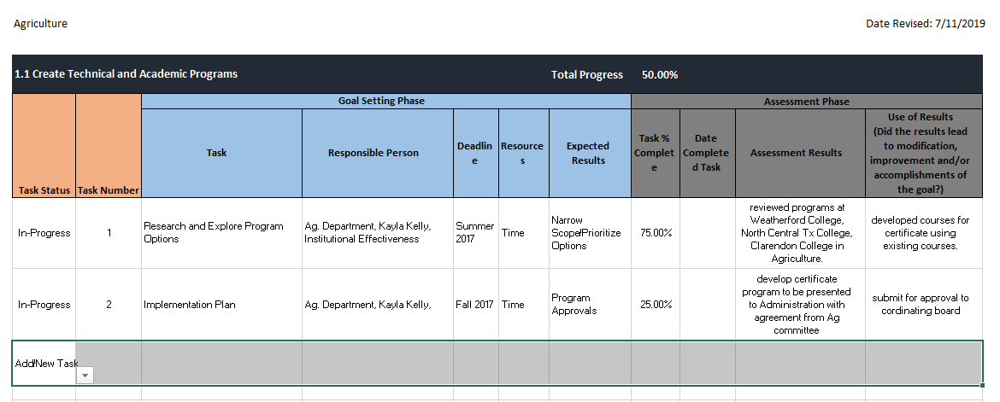 Agriculture
Date Revised: 7/11/2019
1.1 Create Technical and Academic Programs
Total Progress 50.00%
Goal Setting Phase
Assessment Phase
Task Status
Task Number
Task
Responsible Person
Deadlin
e
Resource
s
Expected
Results
Task %
Complet
e
Date
Complete
d Task
Assessment Results
Use of Results
(Did the results lead
to modification,
improvement and/or
accomplishments of
the goal?)
In-Progress
1
Research and Explore Program
Options
Ag. Department, Kayla Kelly,
Institutional Effectiveness
Summer
2017
Time
Narrow
Scope/Prioritize
Options
75.00%
reviewed programs at
Weatherford College,
North Central Tx College,
Clarendon College in
Agriculture.
developed courses for
certificate using
existing courses.
In-Progress
2
Implementation Plan
Ag. Department, Kayla Kelly,
Fall 2017
Time
Program
Approvals
25.00%
develop certificate
program to be presented
to Administration with
agreement from Ag
committee
submit for approval to
cordinating board
Add/New Task